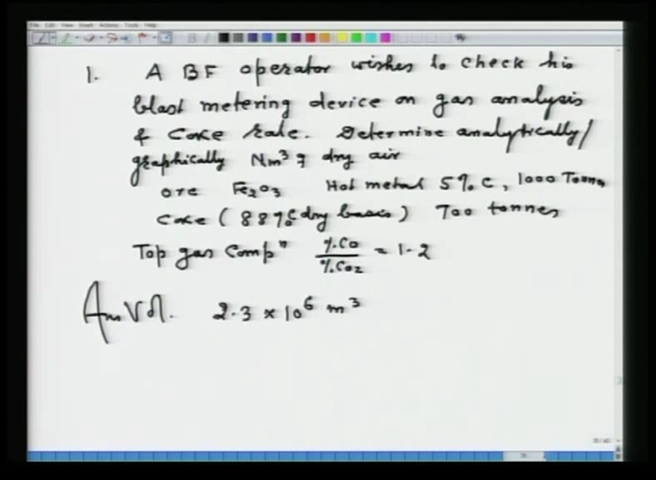 1. A BF operator wishes to check his
blast metering device on gas analysis
& Coke rate. Determine analytically/
graphically Nm³ of dry air
ore Fe₂O₃ Hot metal 5% C, 1000 Tonnes
Coke (88% C dry basis) 700 tonnes
Top gas Compⁿ %CO / %CO₂ = 1.2
Ans Vol. 2.3 × 10⁶ m³